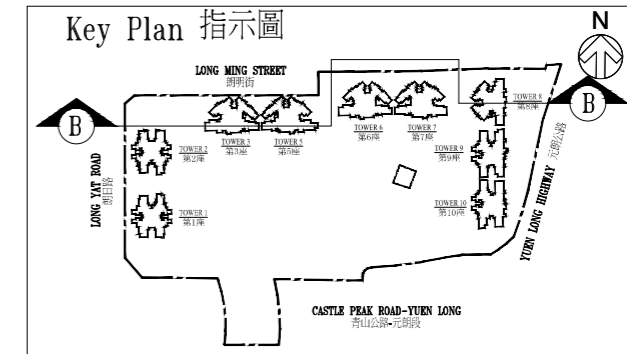 Key Plan 指示圖
N
LONG MING STREET
朗明街
B
B
TOWER 8
第8座
TOWER 6
第6座
TOWER 7
第7座
TOWER 3
第3座
TOWER 5
第5座
TOWER 2
第2座
TOWER 9
第9座
LONG YAT ROAD
朗日路
YUEN LONG HIGHWAY 元朗公路
TOWER 1
第1座
TOWER 10
第10座
CASTLE PEAK ROAD-YUEN LONG
青山公路-元朗段